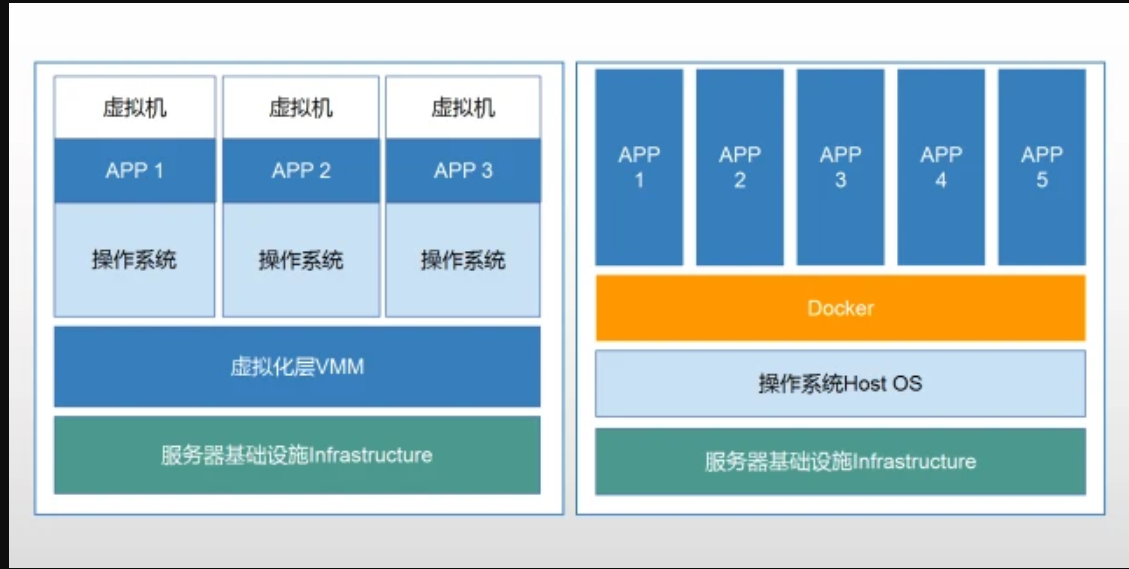 虚拟机
虚拟机
虚拟机
APP 1
APP 2
APP 3
操作系统
操作系统
操作系统
虚拟化层VMM
服务器基础设施Infrastructure
APP
1
APP
2
APP
3
APP
4
APP
5
Docker
操作系统Host OS
服务器基础设施Infrastructure